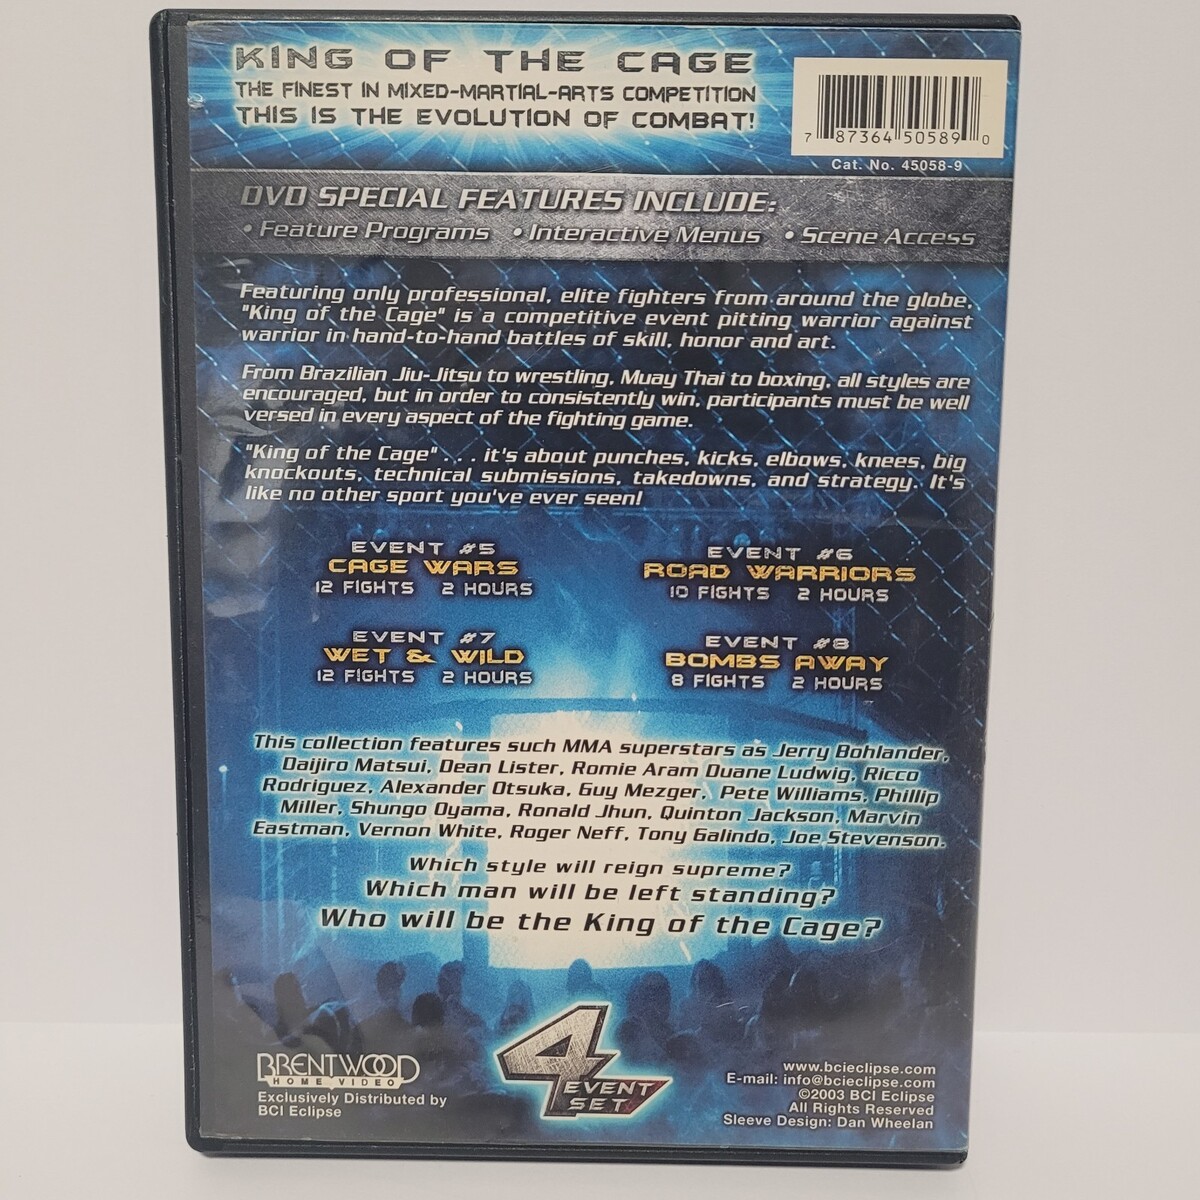 KING OF THE CAGE
THE FINEST IN MIXED-MARTIAL-ARTS COMPETITION
THIS IS THE EVOLUTION OF COMBAT!
7 87364 50589 0
Cat. No. 45058-9
DVD SPECIAL FEATURES INCLUDE:
• Feature Programs • Interactive Menus • Scene Access
Featuring only professional, elite fighters from around the globe,
"King of the Cage" is a competitive event pitting warrior against
warrior in hand-to-hand battles of skill, honor and art.
From Brazilian Jiu-Jitsu to wrestling, Muay Thai to boxing, all styles are
encouraged, but in order to consistently win, participants must be well
versed in every aspect of the fighting game.
"King of the Cage" . . . it's about punches, kicks, elbows, knees, big
knockouts, technical submissions, takedowns, and strategy. It's
like no other sport you've ever seen!
EVENT #5
CAGE WARS
12 FIGHTS 2 HOURS
EVENT #6
ROAD WARRIORS
10 FIGHTS 2 HOURS
EVENT #7
WET & WILD
12 FIGHTS 2 HOURS
EVENT #8
BOMBS AWAY
8 FIGHTS 2 HOURS
This collection features such MMA superstars as Jerry Bohlander,
Daijiro Matsui, Dean Lister, Romie Aram Duane Ludwig, Ricco
Rodriguez, Alexander Otsuka, Guy Mezger, Pete Williams, Phillip
Miller, Shungo Oyama, Ronald Jhun, Quinton Jackson, Marvin
Eastman, Vernon White, Roger Neff, Tony Galindo, Joe Stevenson.
Which style will reign supreme?
Which man will be left standing?
Who will be the King of the Cage?
BRENTWOOD
HOME VIDEO
Exclusively Distributed by
BCI Eclipse
4
EVENT
SET
www.bcieclipse.com
E-mail: info@bcieclipse.com
©2003 BCI Eclipse
All Rights Reserved
Sleeve Design: Dan Wheelan